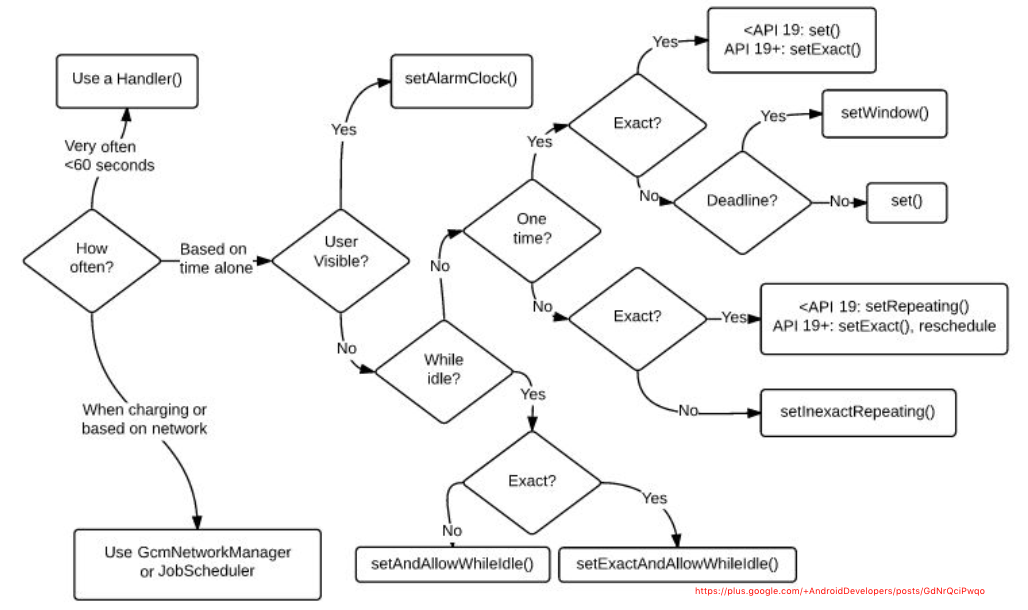 <API 19: set()
API 19+: setExact()
Yes
Use a Handler()
setAlarmClock()
Exact?
Yes
setWindow()
Yes
Yes
Very often
<60 seconds
No
Deadline?
No
set()
How
often?
Based on
time alone
User
Visible?
One
time?
No
No
Exact?
Yes
<API 19: setRepeating()
API 19+: setExact(), reschedule
No
While
idle?
Yes
No
setInexactRepeating()
When charging or
based on network
Exact?
Yes
No
Use GcmNetworkManager
or JobScheduler
setAndAllowWhileIdle()
setExactAndAllowWhileIdle()
https://plus.google.com/+AndroidDevelopers/posts/GdNrQciPwqo